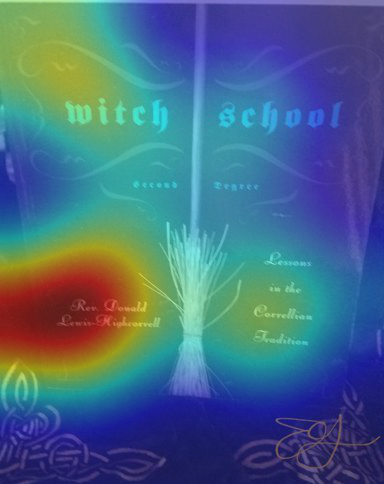 witch school
Second Degree
Rev. Donald
Lewis-Highcorrell
Lessons
in the
Correllian
Tradition